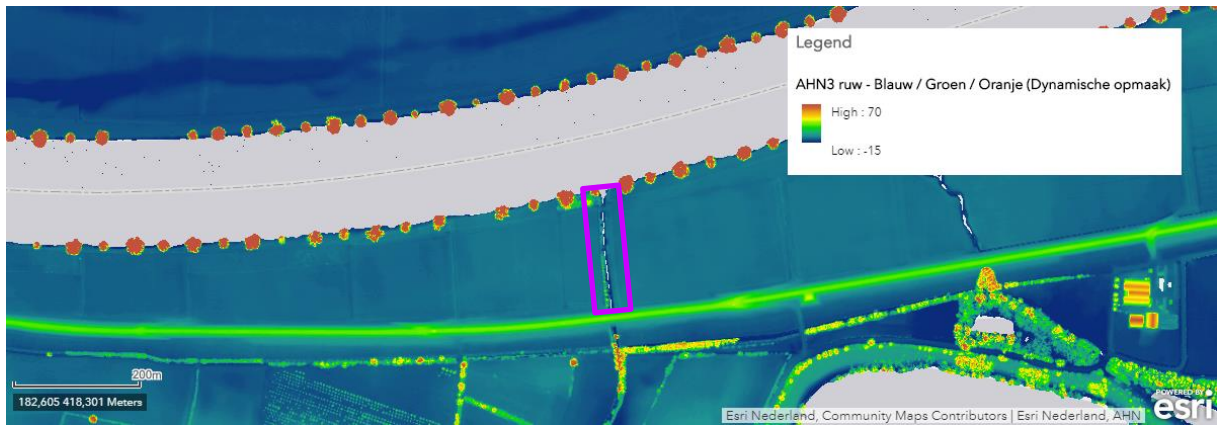 Legend
AHN3 ruw - Blauw / Groen / Oranje (Dynamische opmaak)
High : 70
Low : -15
200m
182,605 418,301 Meters
Esri Nederland, Community Maps Contributors | Esri Nederland, AHN
POWERED BY
esri